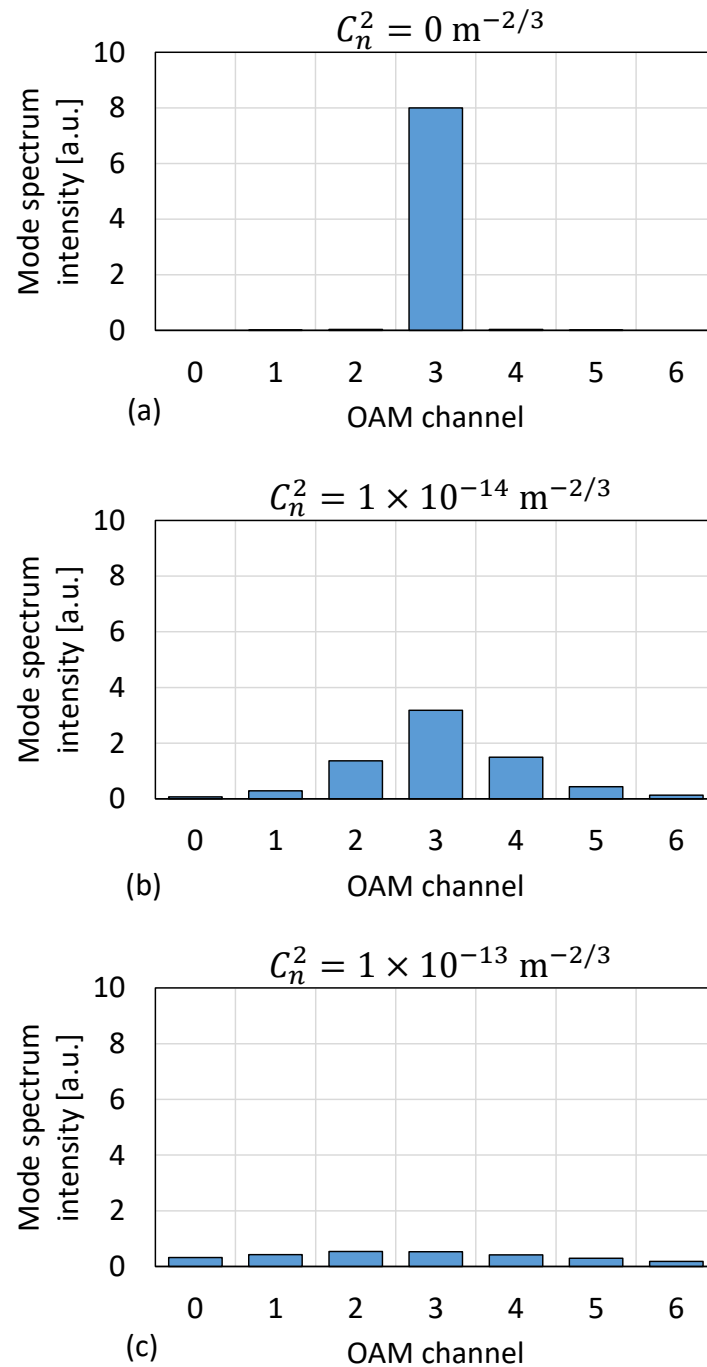 C_n^2 = 0 m^{-2/3}
Mode spectrum
intensity [a.u.]
10
8
6
4
2
0
0 1 2 3 4 5 6
(a)
OAM channel
C_n^2 = 1 × 10^{-14} m^{-2/3}
Mode spectrum
intensity [a.u.]
10
8
6
4
2
0
0 1 2 3 4 5 6
(b)
OAM channel
C_n^2 = 1 × 10^{-13} m^{-2/3}
Mode spectrum
intensity [a.u.]
10
8
6
4
2
0
0 1 2 3 4 5 6
(c)
OAM channel